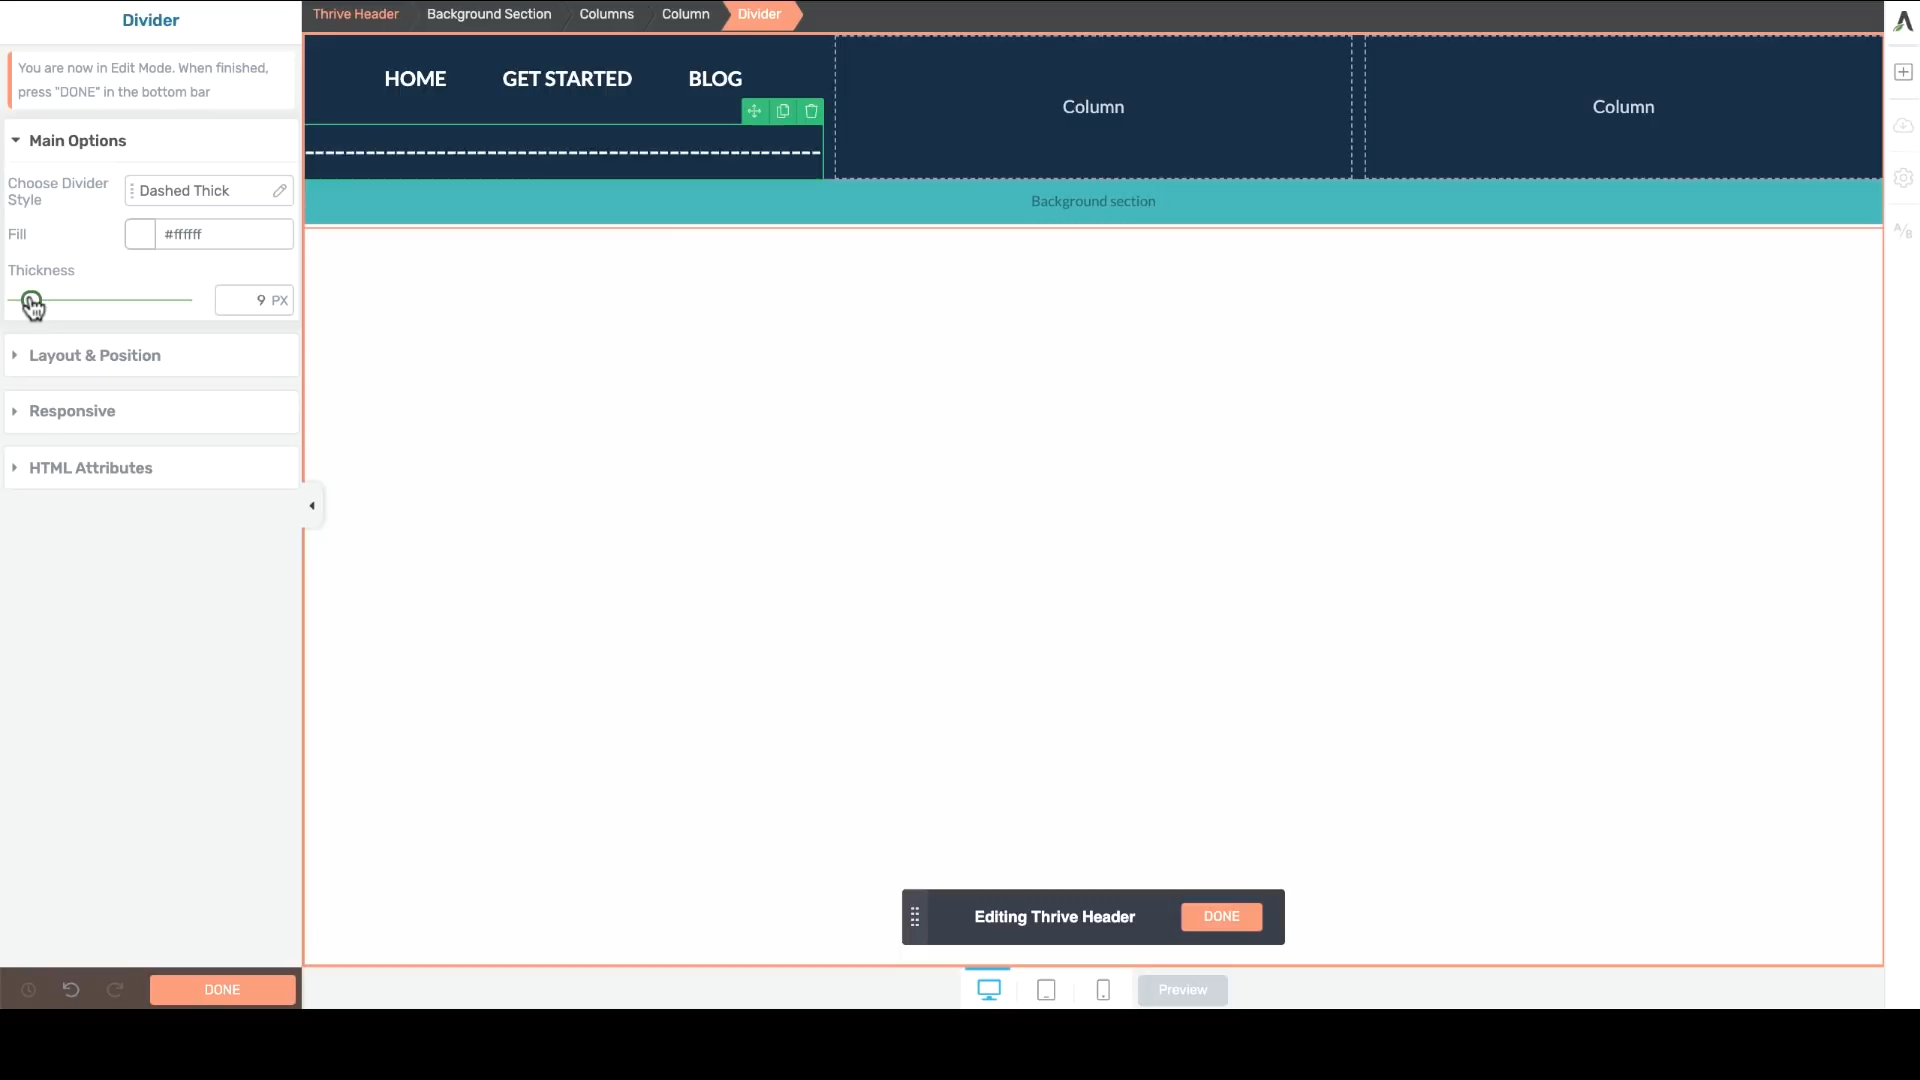 Divider
Thrive Header
Background Section
Columns
Column
Divider
You are now in Edit Mode. When finished,
press "DONE" in the bottom bar
HOME
GET STARTED
BLOG
Column
Column
Main Options
Choose Divider
Style
Dashed Thick
Background section
Fill
#ffffff
Thickness
9 PX
Layout & Position
Responsive
HTML Attributes
Editing Thrive Header
DONE
DONE
Preview
A/B